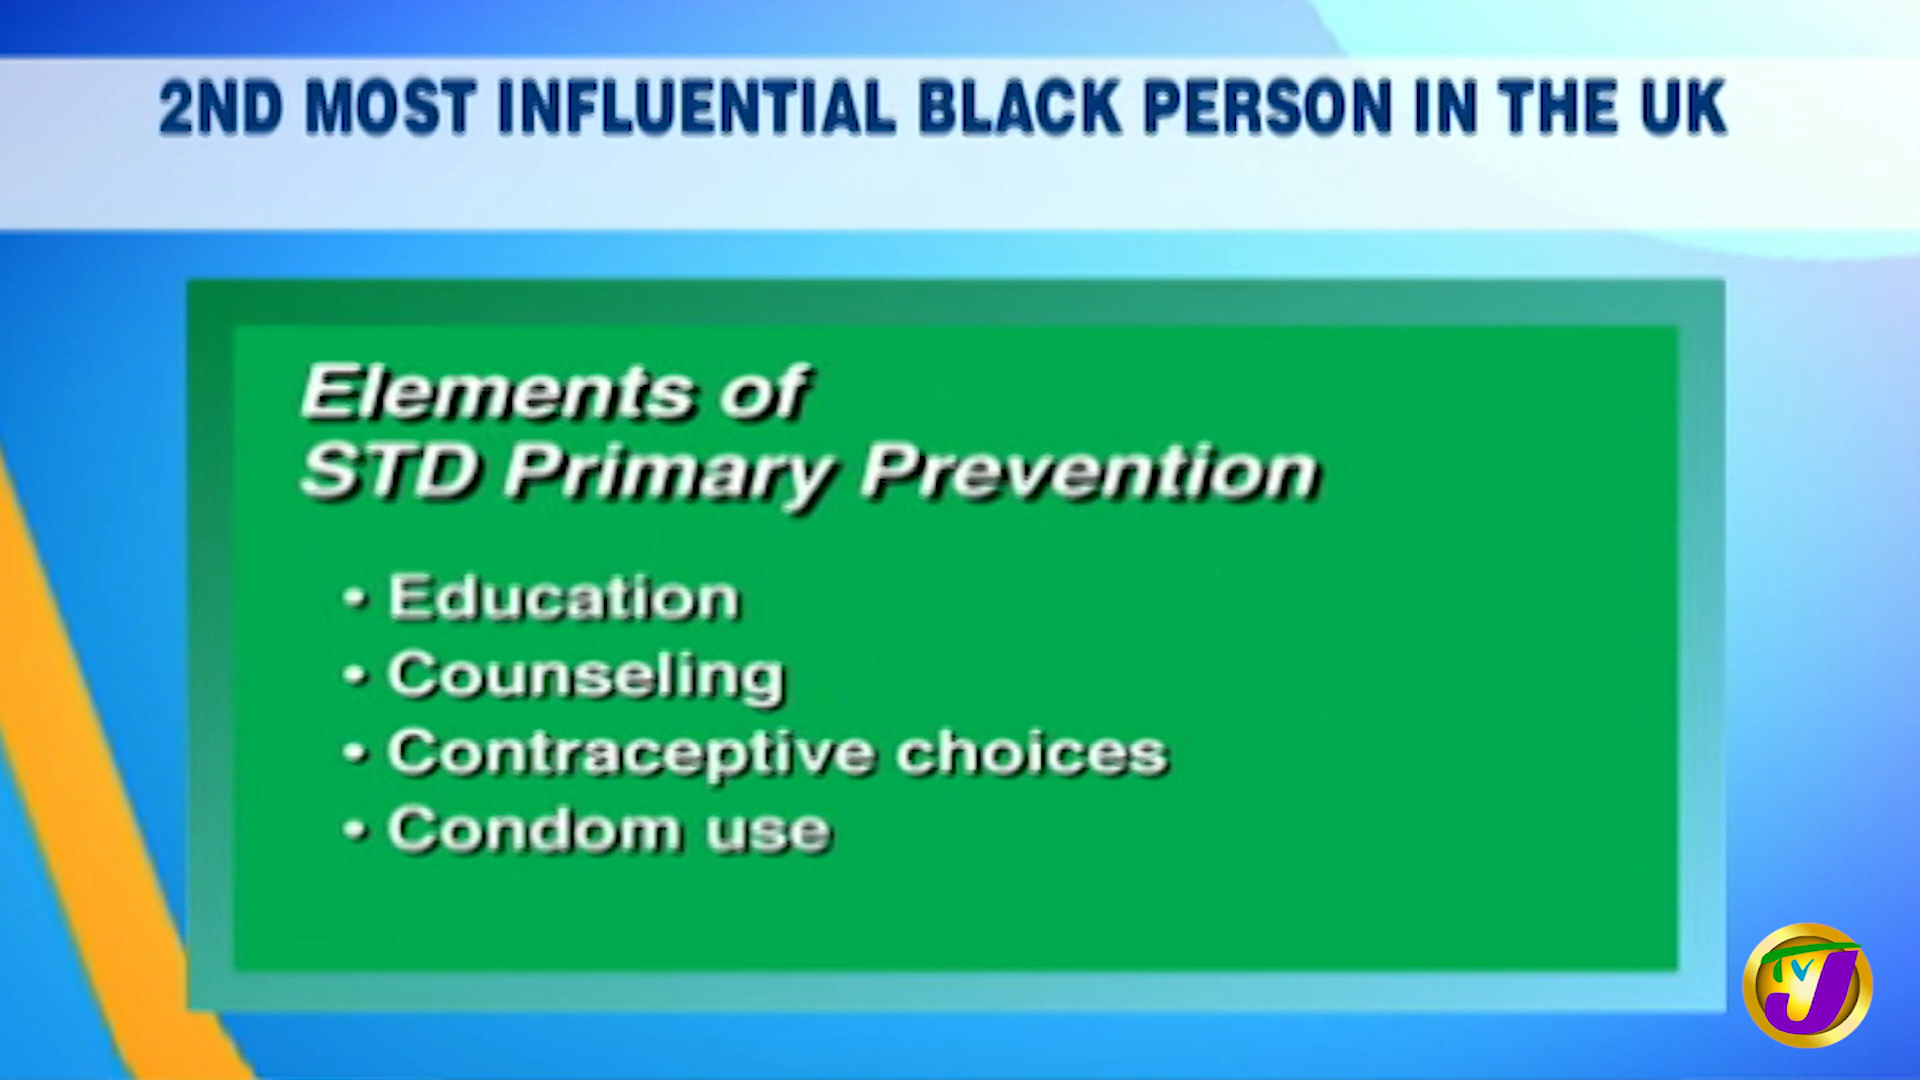 2ND MOST INFLUENTIAL BLACK PERSON IN THE UK
Elements of
STD Primary Prevention
• Education
• Counseling
• Contraceptive choices
• Condom use
TVJ